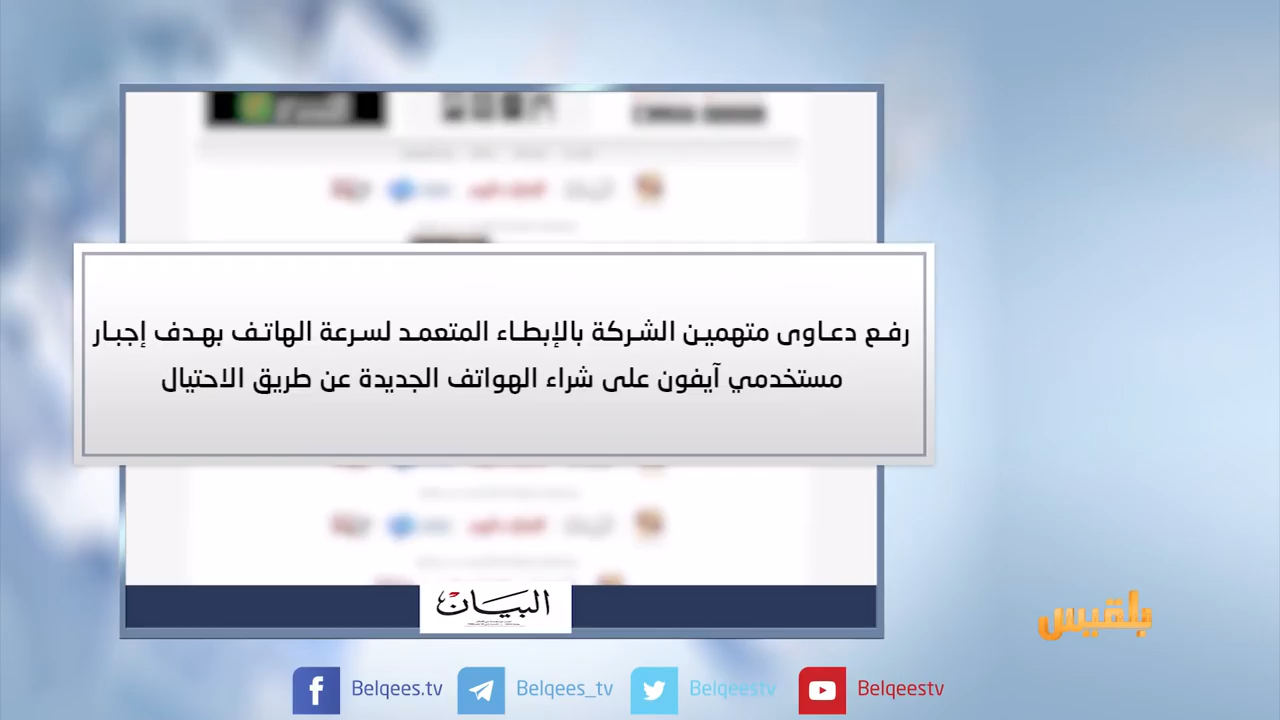 رفع دعاوى متهمين الشركة بالإبطاء المتعمد لسرعة الهاتف بهدف إجبار
مستخدمي آيفون على شراء الهواتف الجديدة عن طريق الاحتيال
البيان
بلقيس
Belqees.tv
Belqees_tv
Belqeestv
Belqeestv